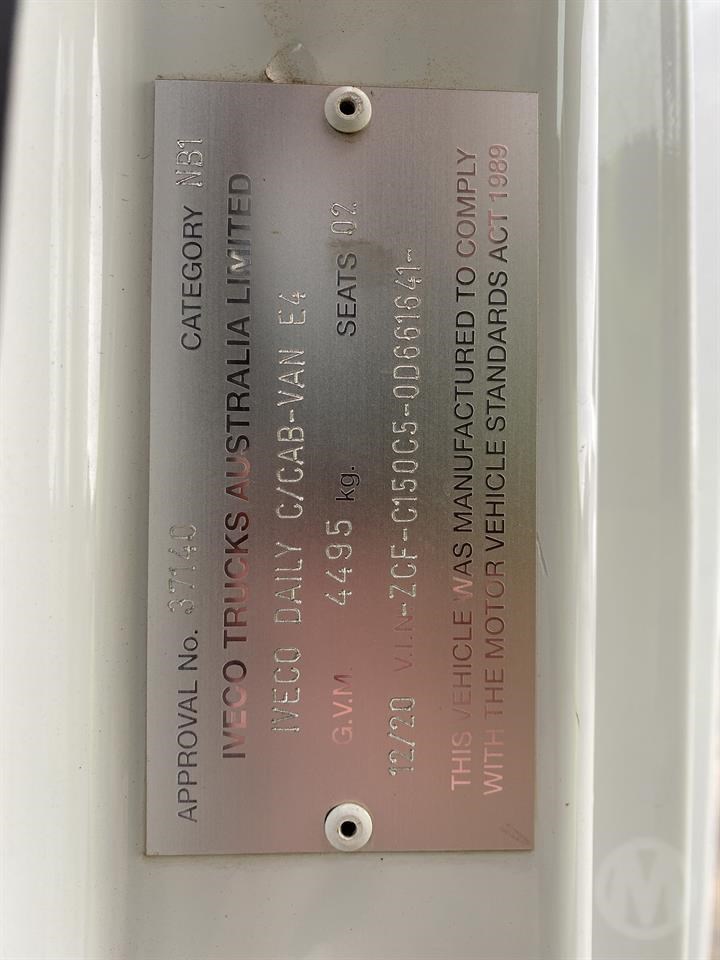 APPROVAL No. 37140 CATEGORY NB1
IVECO TRUCKS AUSTRALIA LIMITED
IVECO DAILY C/CAB-VAN E4
G.V.M. 4495 kg. SEATS 02
12/20 V.I.N-ZCF-C150C5-0D661641-
THIS VEHICLE WAS MANUFACTURED TO COMPLY
WITH THE MOTOR VEHICLE STANDARDS ACT 1989
M